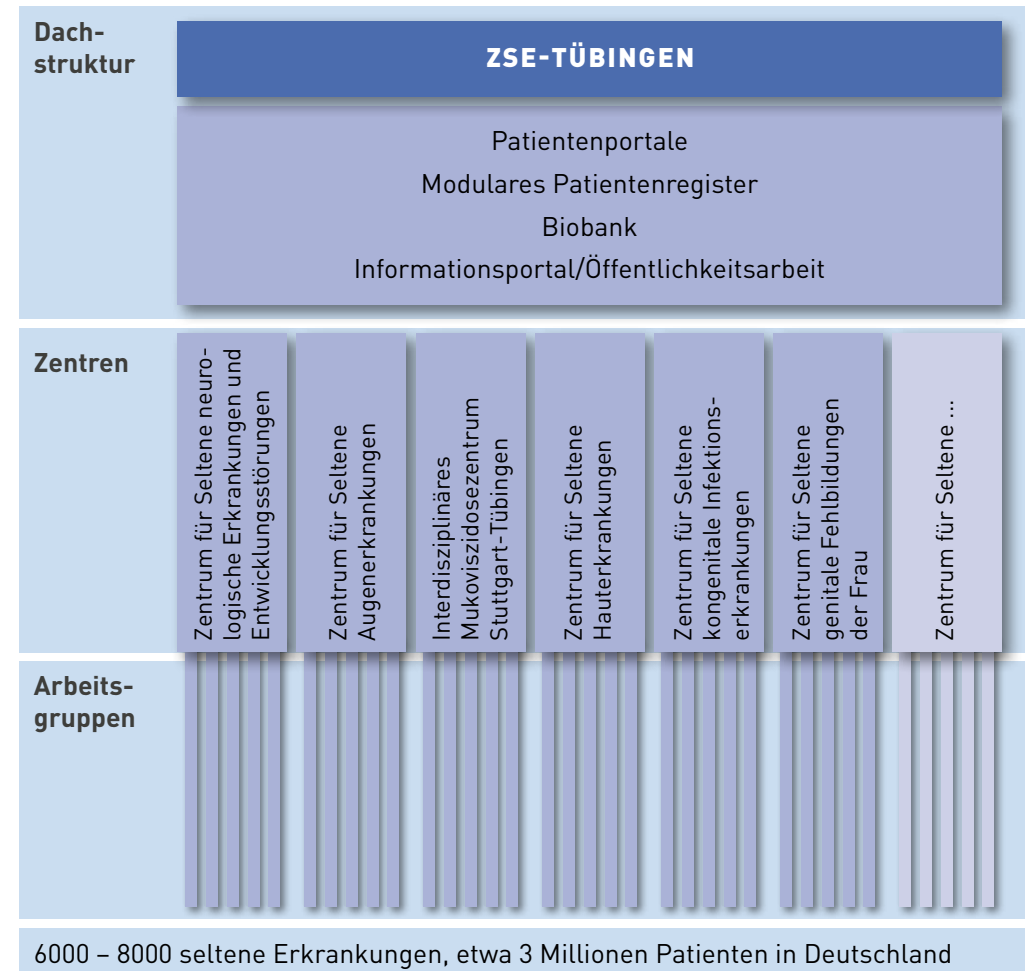 Dach-
struktur
ZSE-TÜBINGEN
Patientenportale
Modulares Patientenregister
Biobank
Informationsportal/Öffentlichkeitsarbeit
Zentren
Zentrum für Seltene neuro-
logische Erkrankungen und
Entwicklungsstörungen
Zentrum für Seltene
Augenerkrankungen
Interdisziplinäres
Mukoviszidosezentrum
Stuttgart-Tübingen
Zentrum für Seltene
Hauterkrankungen
Zentrum für Seltene
kongenitale Infektions-
erkrankungen
Zentrum für Seltene
genitale Fehlbildungen
der Frau
Zentrum für Seltene ...
Arbeits-
gruppen
6000 – 8000 seltene Erkrankungen, etwa 3 Millionen Patienten in Deutschland